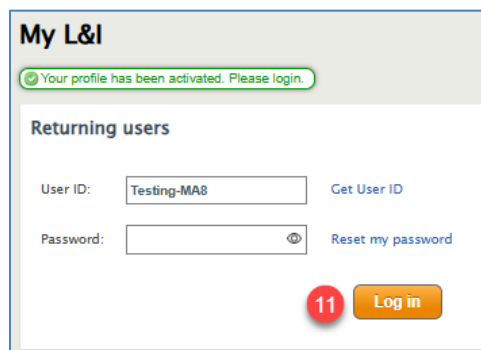 My L&I
Your profile has been activated. Please login.
Returning users
User ID: Testing-MA8 Get User ID
Password: Reset my password
11 Log in